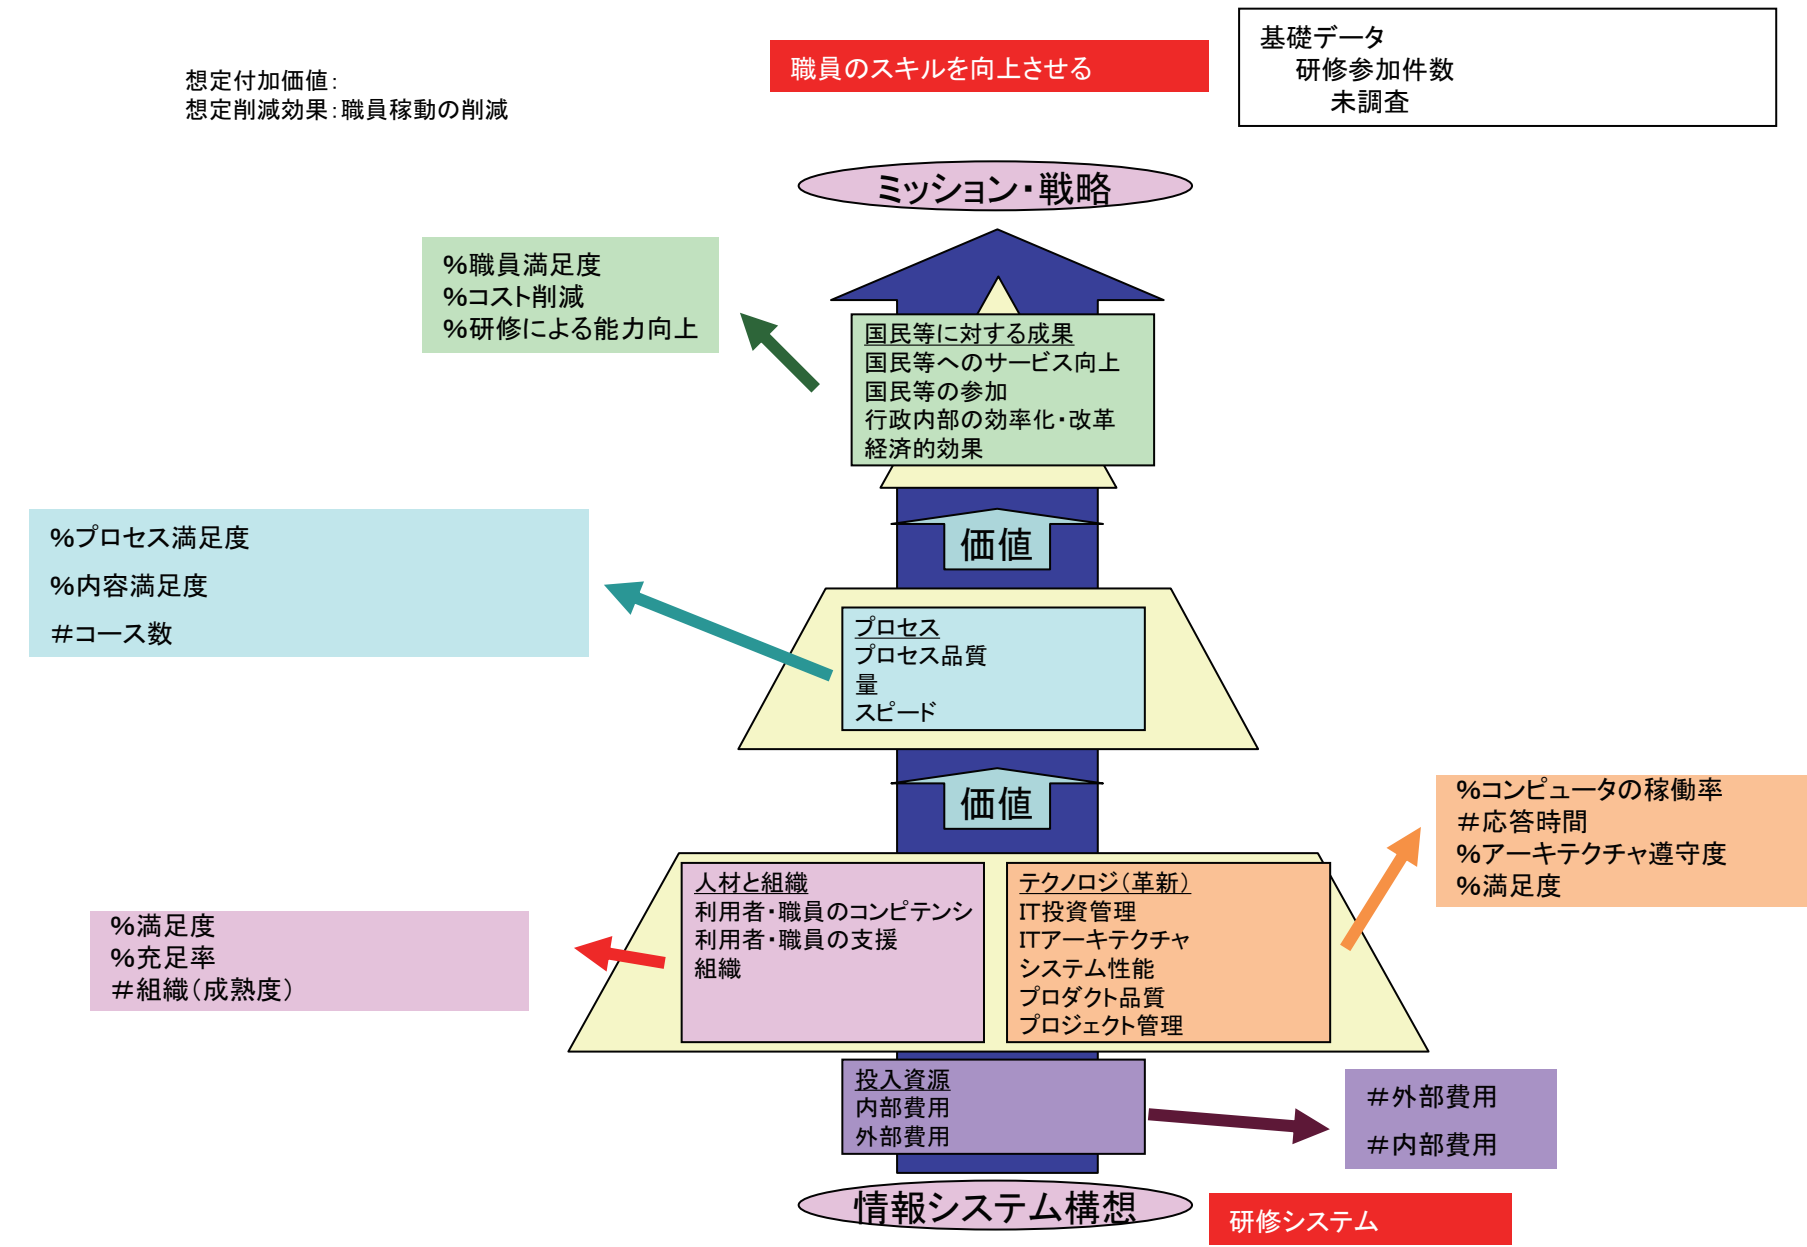 想定付加価値：
想定削減効果：職員稼動の削減
職員のスキルを向上させる
基礎データ
研修参加件数
未調査
ミッション・戦略
%職員満足度
%コスト削減
%研修による能力向上
国民等に対する成果
国民等へのサービス向上
国民等の参加
行政内部の効率化・改革
経済的効果
価値
%プロセス満足度
%内容満足度
＃コース数
プロセス
プロセス品質
量
スピード
価値
%コンピュータの稼働率
＃応答時間
%アーキテクチャ遵守度
%満足度
%満足度
%充足率
＃組織（成熟度）
人材と組織
利用者・職員のコンピテンシ
利用者・職員の支援
組織
テクノロジ（革新）
IT投資管理
ITアーキテクチャ
システム性能
プロダクト品質
プロジェクト管理
投入資源
内部費用
外部費用
＃外部費用
＃内部費用
情報システム構想
研修システム